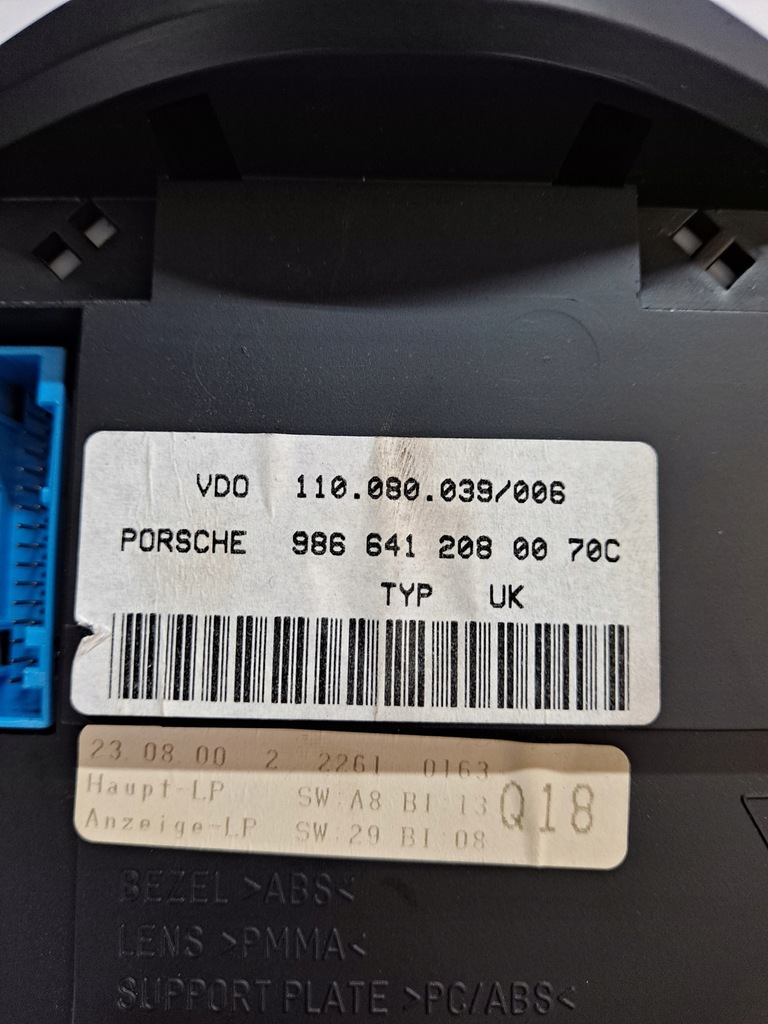 VDO 110.080.039/006
PORSCHE 986 641 208 00 70C
TYP UK
23.08.00 2 2261 0163
Haupt-LP SW:A8 BI:13 Q18
Anzeige-LP SW:29 BI:08
BEZEL >ABS<
LENS >PMMA<
SUPPORT PLATE >PC/ABS<